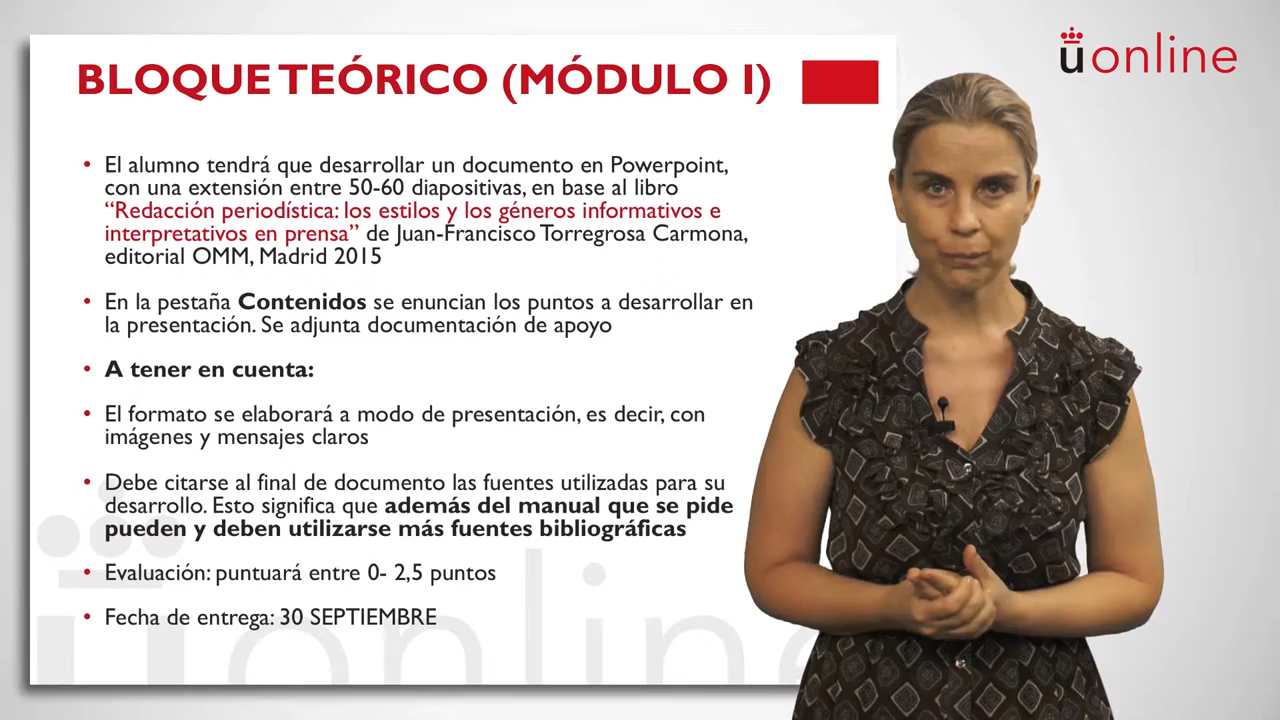 BLOQUE TEÓRICO (MÓDULO I)
üonline
• El alumno tendrá que desarrollar un documento en Powerpoint,
con una extensión entre 50-60 diapositivas, en base al libro
“Redacción periodística: los estilos y los géneros informativos e
interpretativos en prensa” de Juan-Francisco Torregrosa Carmona,
editorial OMM, Madrid 2015
• En la pestaña Contenidos se enuncian los puntos a desarrollar en
la presentación. Se adjunta documentación de apoyo
• A tener en cuenta:
• El formato se elaborará a modo de presentación, es decir, con
imágenes y mensajes claros
• Debe citarse al final de documento las fuentes utilizadas para su
desarrollo. Esto significa que además del manual que se pide
pueden y deben utilizarse más fuentes bibliográficas
• Evaluación: puntuará entre 0- 2,5 puntos
• Fecha de entrega: 30 SEPTIEMBRE
üonline